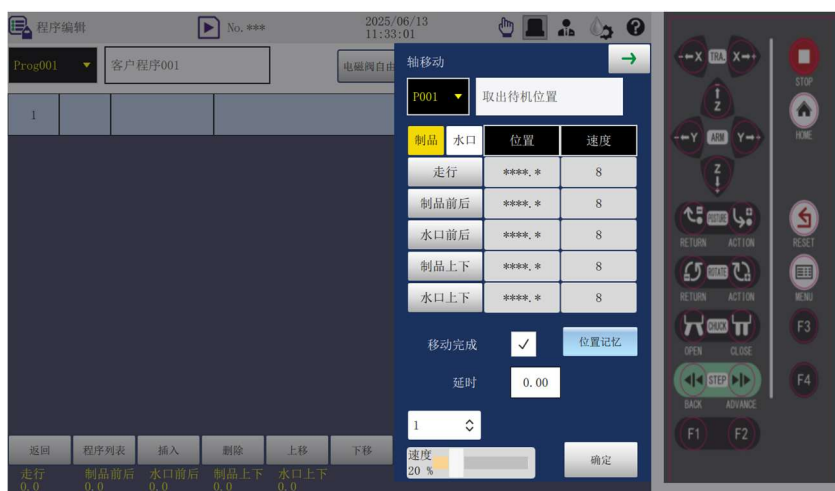 程序编辑
No. ***
2025/06/13
11:33:01
Prog001
客户程序001
电磁阀自由
1
轴移动
P001
取出待机位置
制品 水口 位置 速度
走行 ****.* 8
制品前后 ****.* 8
水口前后 ****.* 8
制品上下 ****.* 8
水口上下 ****.* 8
移动完成
位置记忆
延时 0.00
1
速度
20 %
确定
返回 程序列表 插入 删除 上移 下移
走行 制品前后 水口前后 制品上下 水口上下
0.0 0.0 0.0 0.0 0.0
X TRA. X
STOP
Z
HOME
Y ARM Y
Z
POSTURE
RETURN ACTION
RESET
ROTATE
RETURN ACTION
MENU
CHUCK
OPEN CLOSE
F3
STEP
BACK ADVANCE
F4
F1 F2